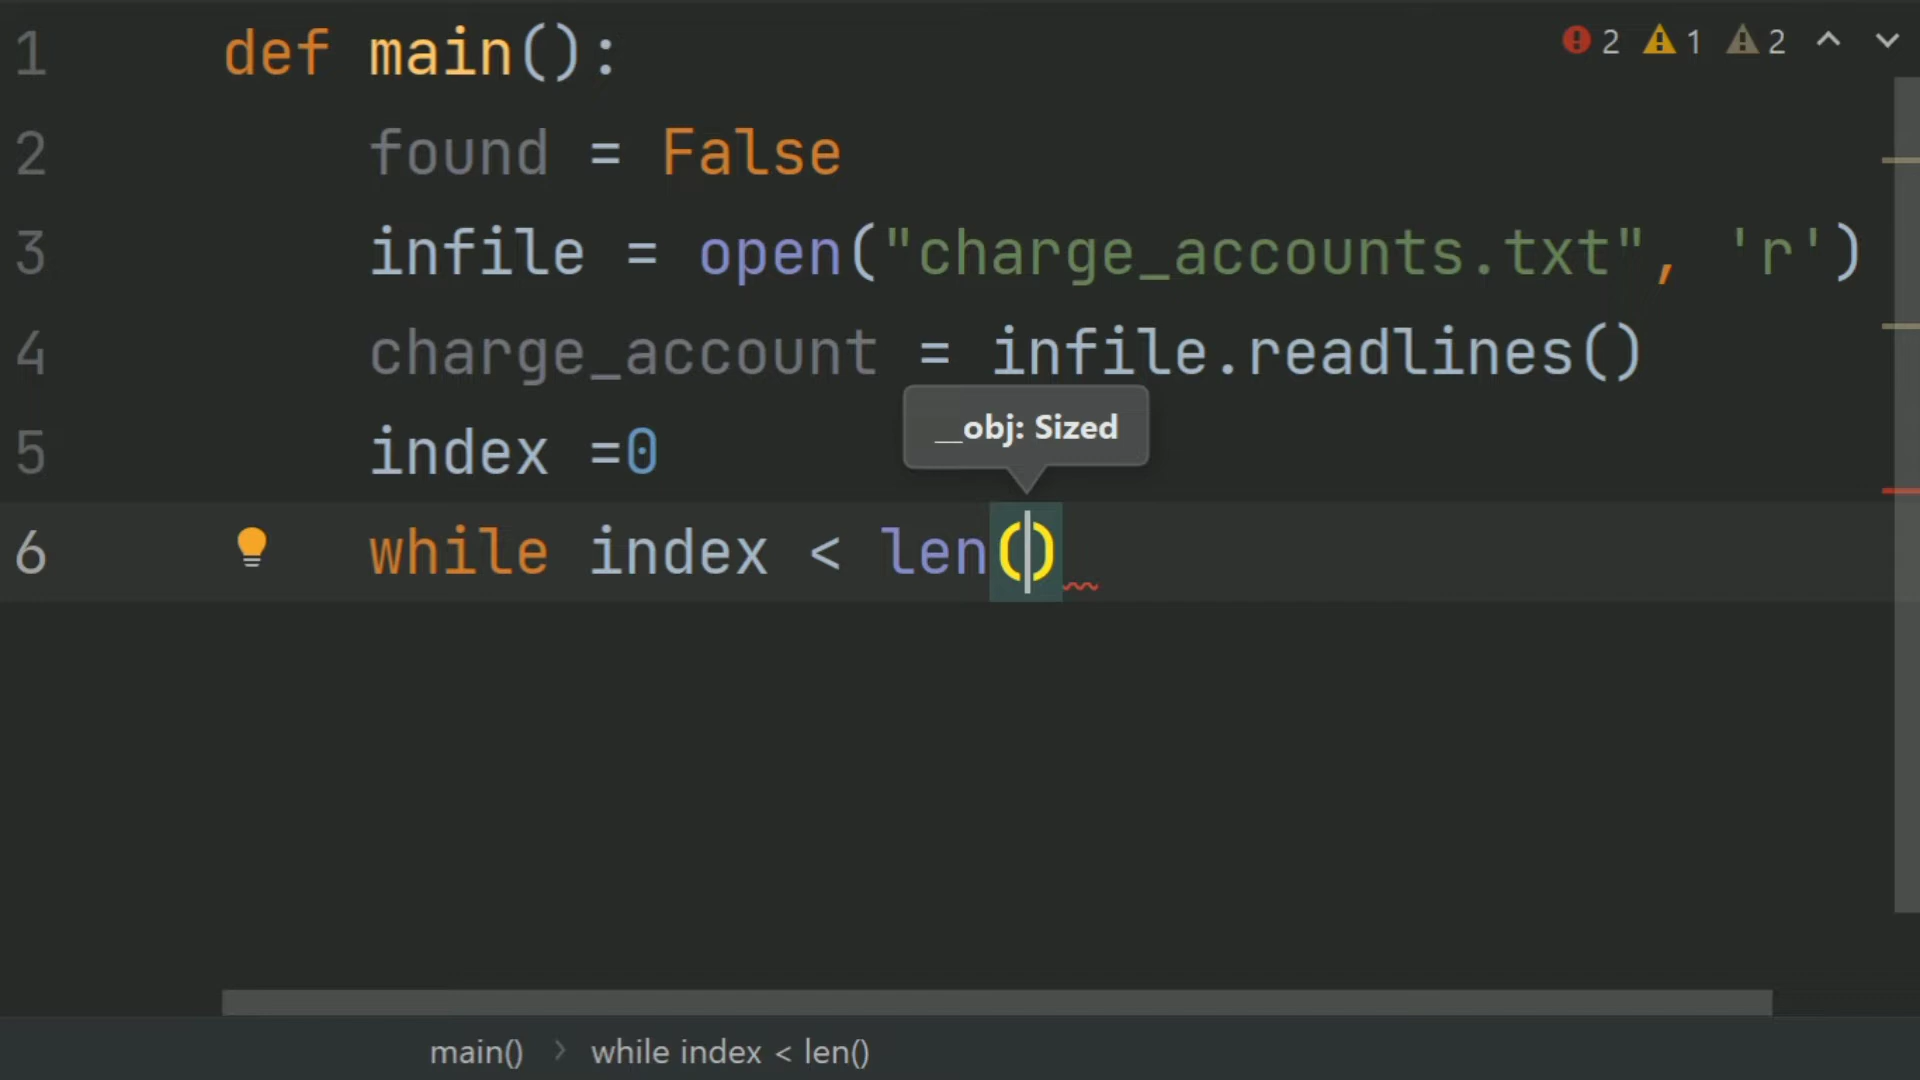 1 def main():
2 1 2
2 found = False
3 infile = open("charge_accounts.txt", 'r')
4 charge_account = infile.readlines()
__obj: Sized
5 index =0
6 while index < len()
main() > while index < len()